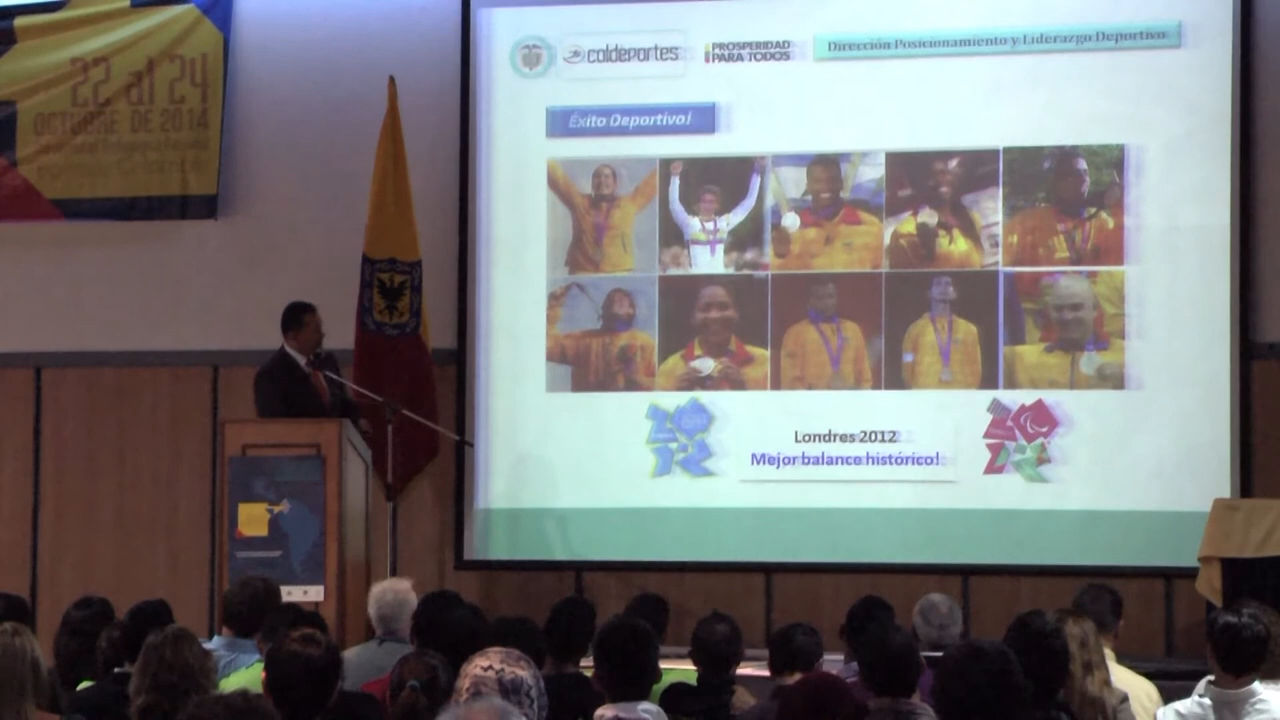 22 al 24
OCTUBRE DE 2014
coldeportes
PROSPERIDAD
PARA TODOS
Dirección Posicionamiento y Liderazgo Deportivo
Éxito Deportivo!
Londres 2012
Mejor balance histórico!